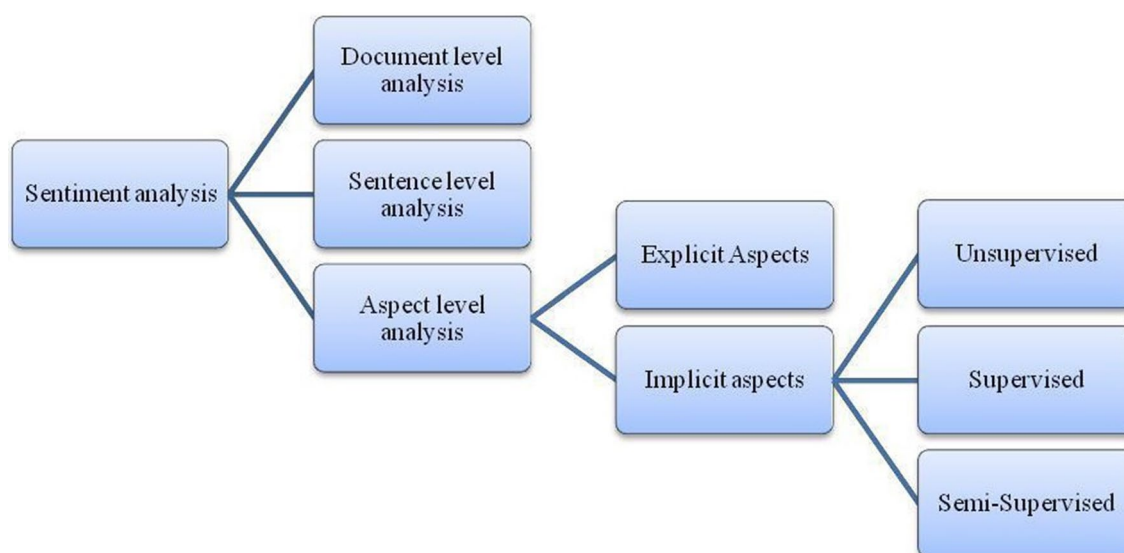 Document level
analysis
Sentiment analysis
Sentence level
analysis
Aspect level
analysis
Explicit Aspects
Implicit aspects
Unsupervised
Supervised
Semi-Supervised